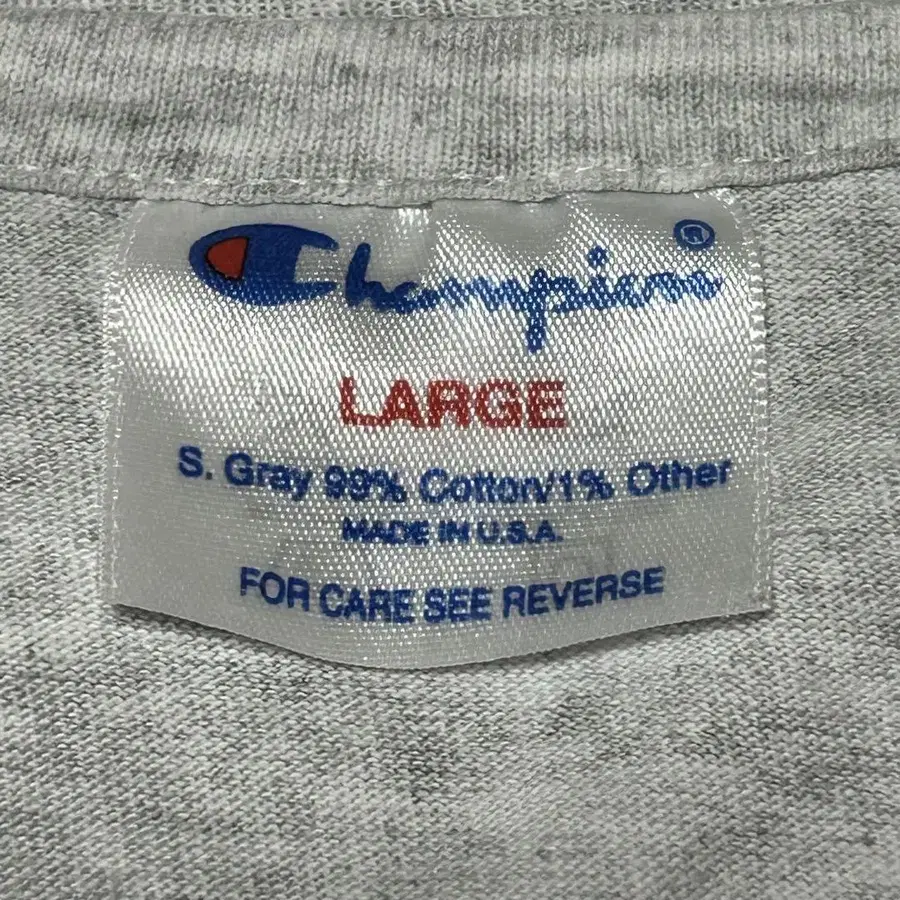 Champion ®
LARGE
S. Gray 99% Cotton/1% Other
MADE IN U.S.A.
FOR CARE SEE REVERSE